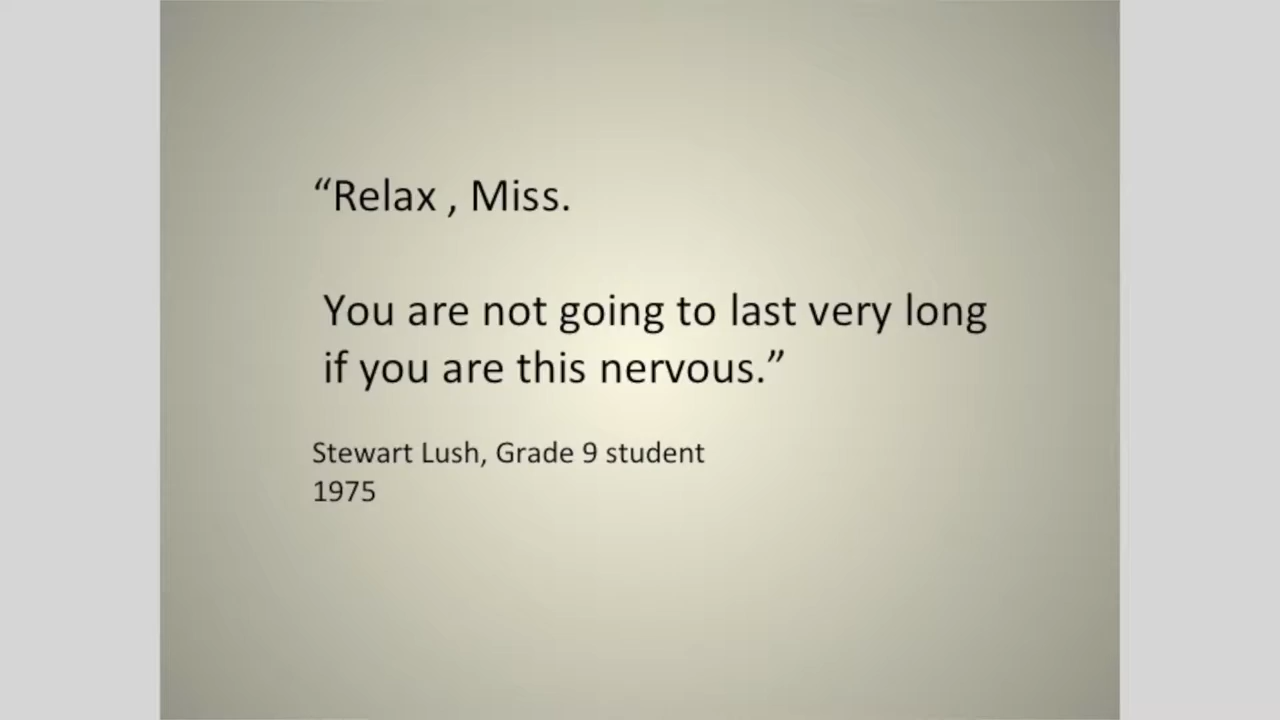 “Relax , Miss.
You are not going to last very long
if you are this nervous.”
Stewart Lush, Grade 9 student
1975